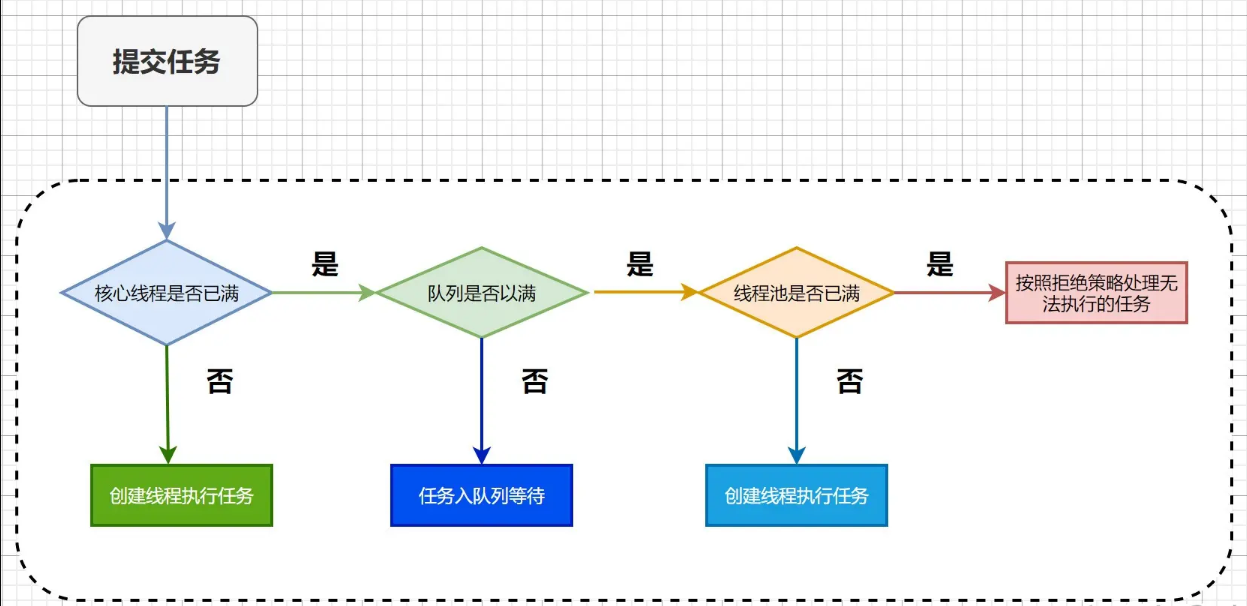 提交任务
是
是
是
核心线程是否已满
队列是否以满
线程池是否已满
按照拒绝策略处理无
法执行的任务
否
否
否
创建线程执行任务
任务入队列等待
创建线程执行任务